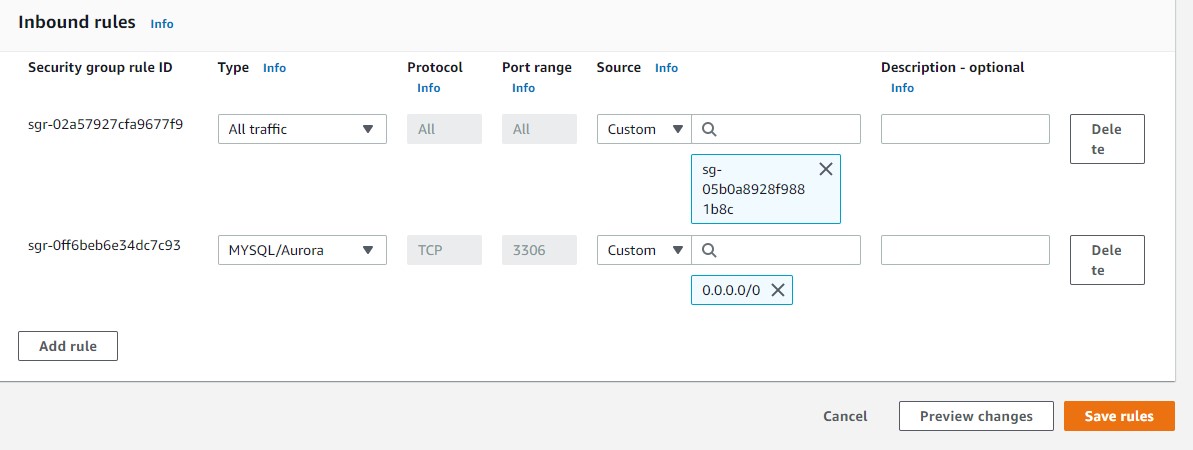 Inbound rules Info
Security group rule ID Type Info Protocol Info Port range Info Source Info Description - optional Info
sgr-02a57927cfa9677f9 All traffic All All Custom Delete
sg-
05b0a8928f988
1b8c
sgr-0ff6beb6e34dc7c93 MYSQL/Aurora TCP 3306 Custom Delete
0.0.0.0/0
Add rule
Cancel Preview changes Save rules